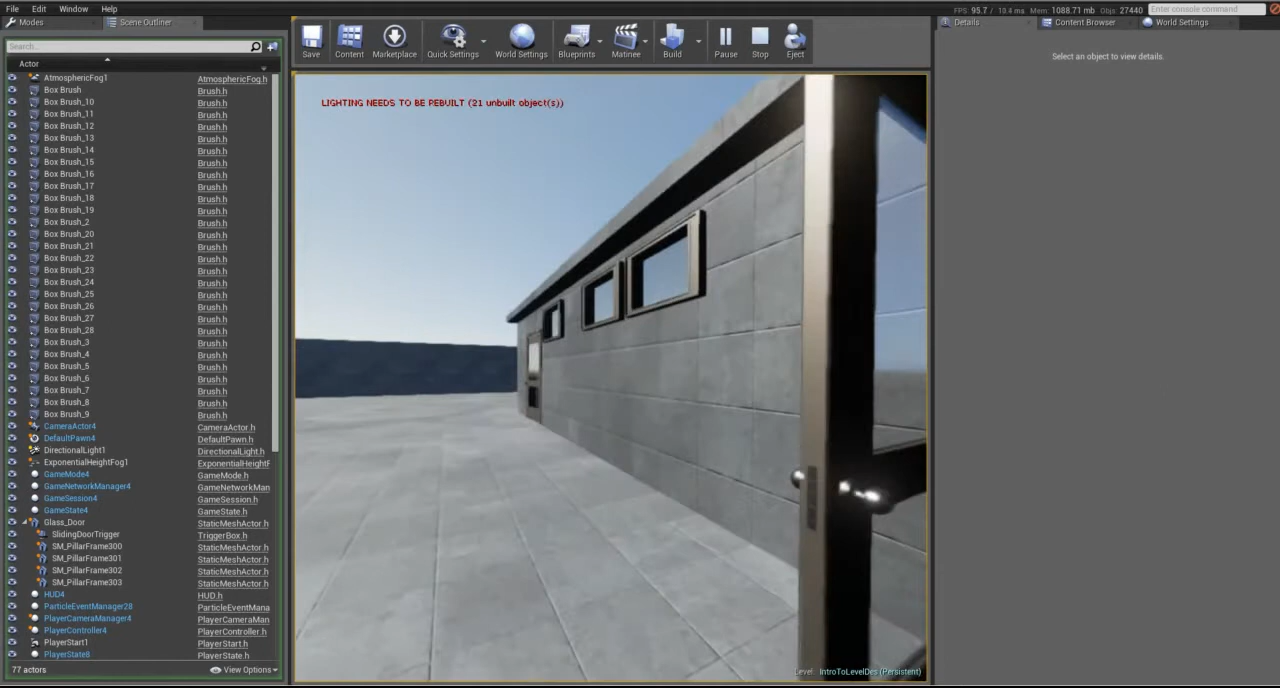 File Edit Window Help
FPS: 95.7 / 10.4 ms Mem: 1088.71 mb Objs: 27440 Enter console command
Modes Scene Outliner
Details Content Browser World Settings
Search...
Save Content Marketplace Quick Settings World Settings Blueprints Matinee Build Pause Stop Eject
Select an object to view details.
Actor
AtmosphericFog1 AtmosphericFog.h
Box Brush Brush.h
Box Brush_10 Brush.h
Box Brush_11 Brush.h
Box Brush_12 Brush.h
Box Brush_13 Brush.h
Box Brush_14 Brush.h
Box Brush_15 Brush.h
Box Brush_16 Brush.h
Box Brush_17 Brush.h
Box Brush_18 Brush.h
Box Brush_19 Brush.h
Box Brush_2 Brush.h
Box Brush_20 Brush.h
Box Brush_21 Brush.h
Box Brush_22 Brush.h
Box Brush_23 Brush.h
Box Brush_24 Brush.h
Box Brush_25 Brush.h
Box Brush_26 Brush.h
Box Brush_27 Brush.h
Box Brush_28 Brush.h
Box Brush_3 Brush.h
Box Brush_4 Brush.h
Box Brush_5 Brush.h
Box Brush_6 Brush.h
Box Brush_7 Brush.h
Box Brush_8 Brush.h
Box Brush_9 Brush.h
CameraActor4 CameraActor.h
DefaultPawn4 DefaultPawn.h
DirectionalLight1 DirectionalLight.h
ExponentialHeightFog1 ExponentialHeightF
GameMode4 GameMode.h
GameNetworkManager4 GameNetworkMan
GameSession4 GameSession.h
GameState4 GameState.h
Glass_Door StaticMeshActor.h
SlidingDoorTrigger TriggerBox.h
SM_PillarFrame300 StaticMeshActor.h
SM_PillarFrame301 StaticMeshActor.h
SM_PillarFrame302 StaticMeshActor.h
SM_PillarFrame303 StaticMeshActor.h
HUD4 HUD.h
ParticleEventManager28 ParticleEventMana
PlayerCameraManager4 PlayerCameraMan
PlayerController4 PlayerController.h
PlayerStart1 PlayerStart.h
PlayerState8 PlayerState.h
77 actors View Options
LIGHTING NEEDS TO BE REBUILT (21 unbuilt object(s))
Level: IntroToLevelDes (Persistent)